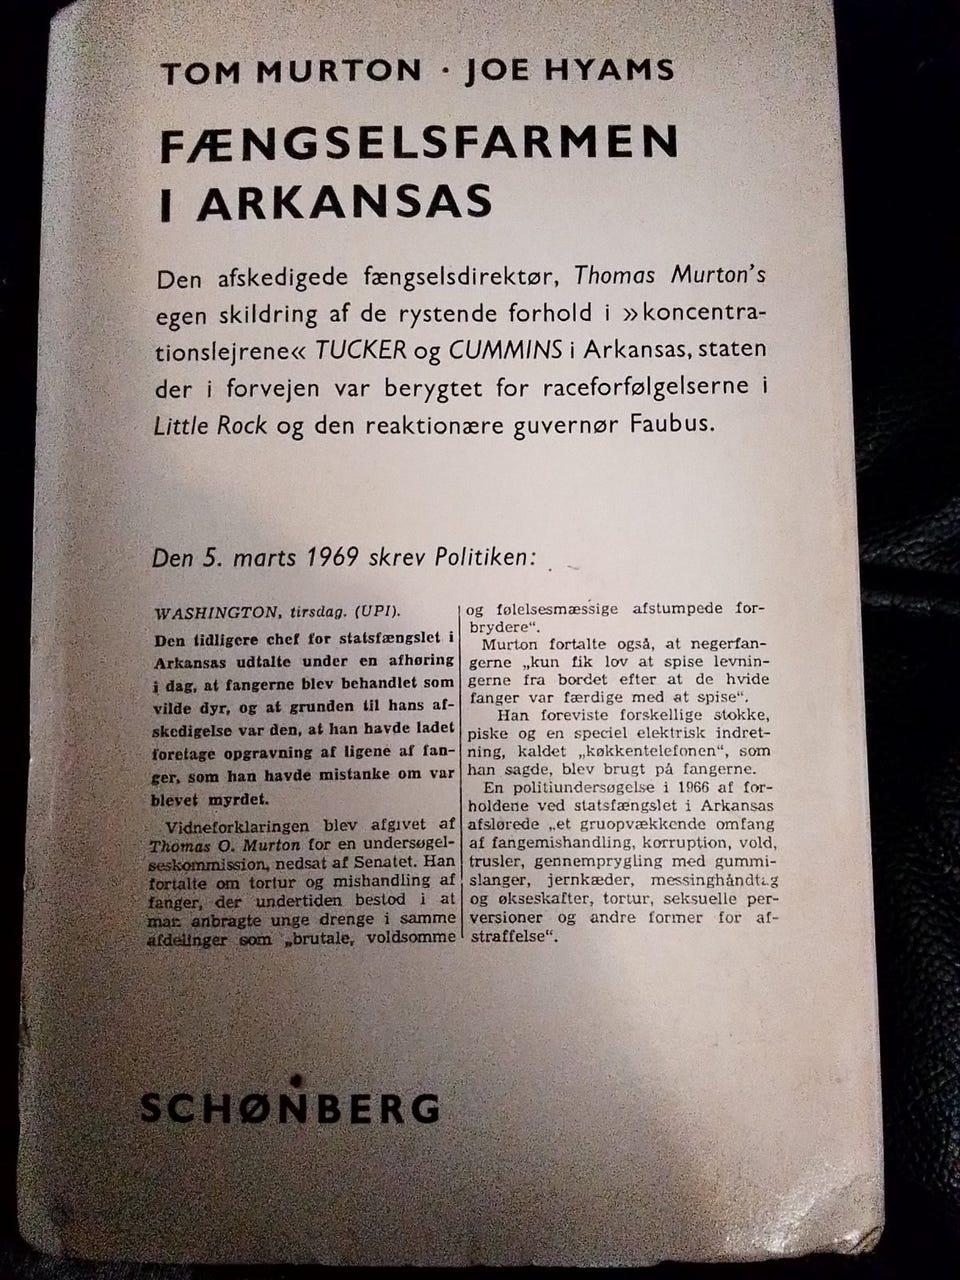 TOM MURTON · JOE HYAMS
FÆNGSELSFARMEN
I ARKANSAS
Den afskedigede fængselsdirektør, Thomas Murton's
egen skildring af de rystende forhold i »koncentra-
tionslejrene« TUCKER og CUMMINS i Arkansas, staten
der i forvejen var berygtet for raceforfølgelserne i
Little Rock og den reaktionære guvernør Faubus.
Den 5. marts 1969 skrev Politiken:
WASHINGTON, tirsdag. (UPI).
Den tidligere chef for statsfængslet i
Arkansas udtalte under en afhøring
i dag, at fangerne blev behandlet som
vilde dyr, og at grunden til hans af-
skedigelse var den, at han havde ladet
foretage opgravning af ligene af fan-
ger, som han havde mistanke om var
blevet myrdet.
Vidneforklaringen blev afgivet af
Thomas O. Murton for en undersøgel-
seskommission, nedsat af Senatet. Han
fortalte om tortur og mishandling af
fanger, der undertiden bestod i at
man anbragte unge drenge i samme
afdelinger som „brutale, voldsomme
og følelsesmæssige afstumpede for-
brydere“.
Murton fortalte også, at negerfan-
gerne „kun fik lov at spise levnin-
gerne fra bordet efter at de hvide
fanger var færdige med at spise“.
Han foreviste forskellige stokke,
piske og en speciel elektrisk indret-
ning, kaldet „køkkentelefonen“, som
han sagde, blev brugt på fangerne.
En politiundersøgelse i 1966 af for-
holdene ved statsfængslet i Arkansas
afslørede „et gruopvækkende omfang
af fangemishandling, korruption, vold,
trusler, gennemprygling med gummi-
slanger, jernkæder, messinghåndtag
og økseskafter, tortur, seksuelle per-
versioner og andre former for af-
straffelse“.
SCHØNBERG